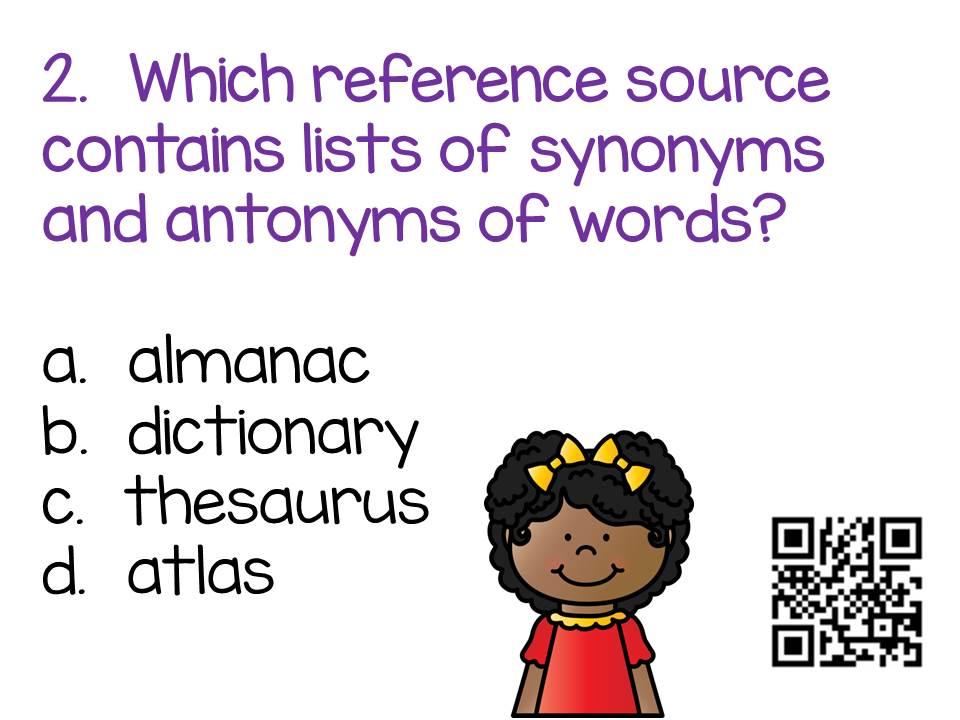 2. Which reference source
contains lists of synonyms
and antonyms of words?
a. almanac
b. dictionary
c. thesaurus
d. atlas